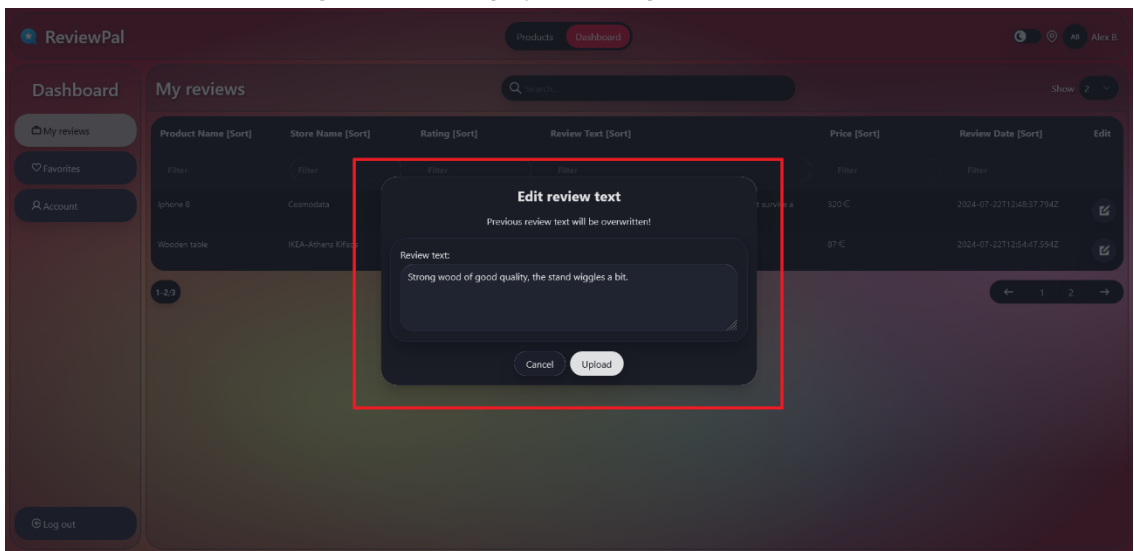 ReviewPal
Products Dashboard
AB Alex B.
Dashboard
My reviews
Search...
Show 2
My reviews
Favorites
Account
Log out
Product Name [Sort] Store Name [Sort] Rating [Sort] Review Text [Sort] Price [Sort] Review Date [Sort] Edit
Filter Filter Filter Filter Filter Filter
Iphone 8 Cosmodata t survive a 320 € 2024-07-22T12:48:37.794Z
Wooden table IKEA-Athens Kifisos 87 € 2024-07-22T12:54:47.594Z
1-2/3
← 1 2 →
Edit review text
Previous review text will be overwritten!
Review text:
Strong wood of good quality, the stand wiggles a bit.
Cancel Upload